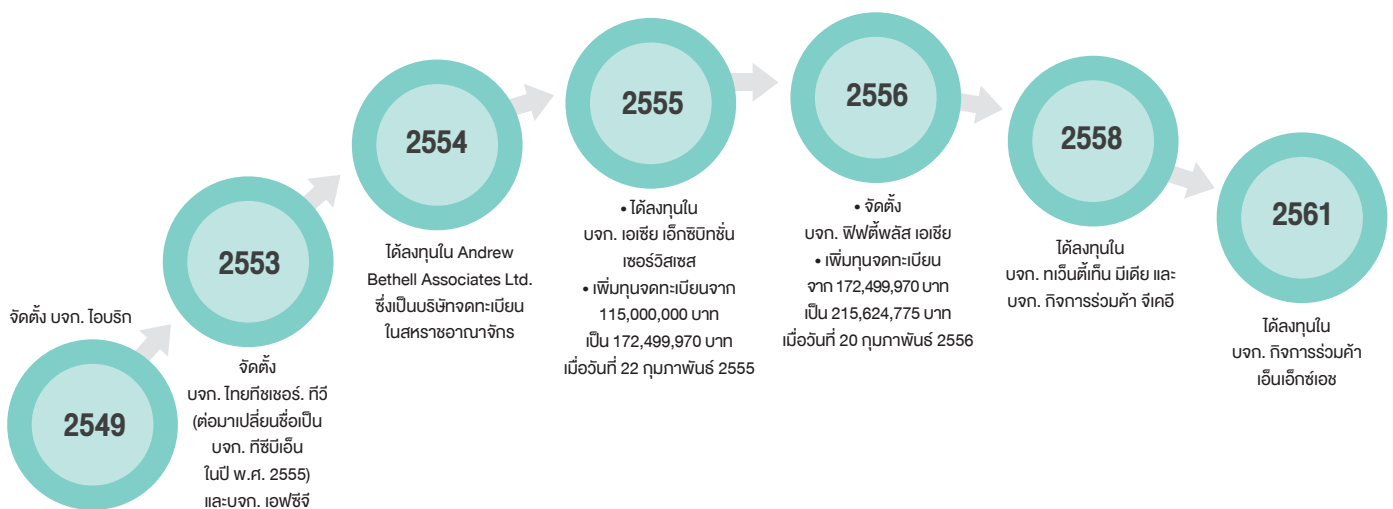 จัดตั้ง บจก. ไอบริก
2549
2553
จัดตั้ง
บจก. ไทยทีชเชอร์. ทีวี
(ต่อมาเปลี่ยนชื่อเป็น
บจก. ทีซีบีเอ็น
ในปี พ.ศ. 2555)
และบจก. เอฟซีจี
2554
ได้ลงทุนใน Andrew
Bethell Associates Ltd.
ซึ่งเป็นบริษัทจดทะเบียน
ในสหราชอาณาจักร
2555
• ได้ลงทุนใน
บจก. เอเชีย เอ็กซิบิทชั่น
เซอร์วิสเซส
• เพิ่มทุนจดทะเบียนจาก
115,000,000 บาท
เป็น 172,499,970 บาท
เมื่อวันที่ 22 กุมภาพันธ์ 2555
2556
• จัดตั้ง
บจก. ฟิฟตี้พลัส เอเชีย
• เพิ่มทุนจดทะเบียน
จาก 172,499,970 บาท
เป็น 215,624,775 บาท
เมื่อวันที่ 20 กุมภาพันธ์ 2556
2558
ได้ลงทุนใน
บจก. ทเว็นตี้เท็น มีเดีย และ
บจก. กิจการร่วมค้า จีเคอี
2561
ได้ลงทุนใน
บจก. กิจการร่วมค้า
เอ็นเอ็กซ์เอช